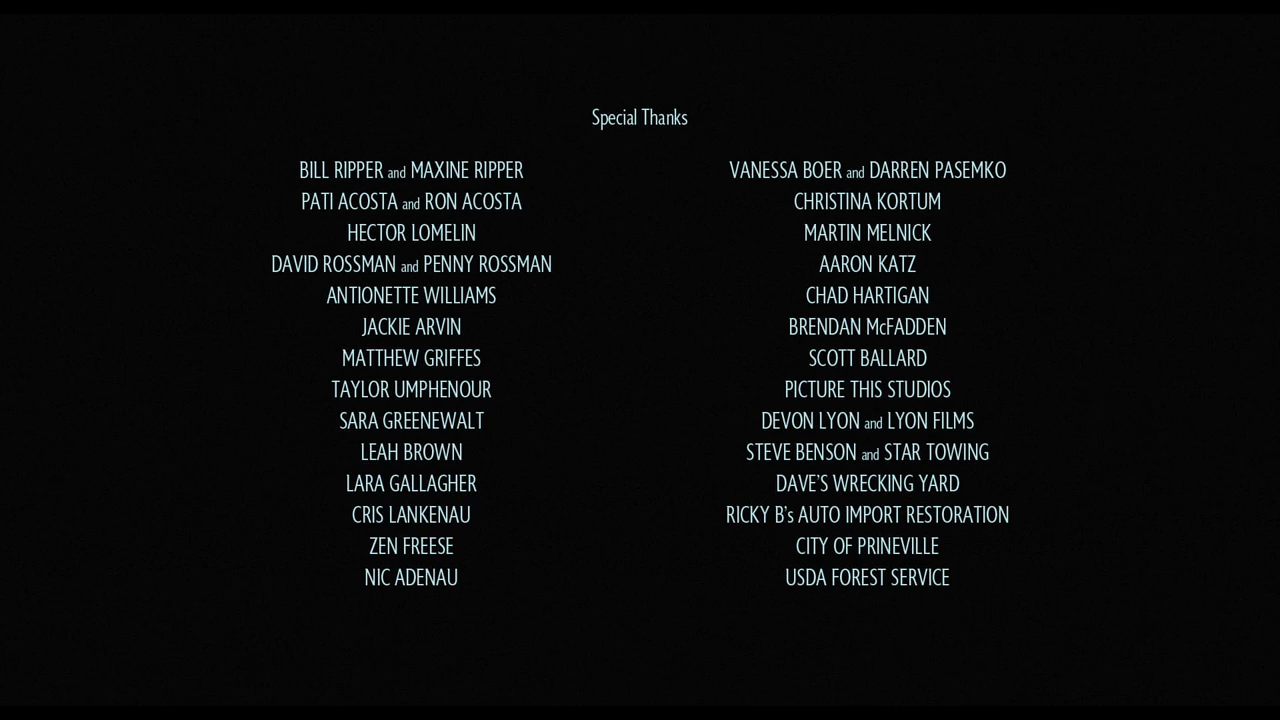 Special Thanks
BILL RIPPER and MAXINE RIPPER
PATI ACOSTA and RON ACOSTA
HECTOR LOMELIN
DAVID ROSSMAN and PENNY ROSSMAN
ANTIONETTE WILLIAMS
JACKIE ARVIN
MATTHEW GRIFFES
TAYLOR UMPHENOUR
SARA GREENEWALT
LEAH BROWN
LARA GALLAGHER
CRIS LANKENAU
ZEN FREESE
NIC ADENAU
VANESSA BOER and DARREN PASEMKO
CHRISTINA KORTUM
MARTIN MELNICK
AARON KATZ
CHAD HARTIGAN
BRENDAN McFADDEN
SCOTT BALLARD
PICTURE THIS STUDIOS
DEVON LYON and LYON FILMS
STEVE BENSON and STAR TOWING
DAVE'S WRECKING YARD
RICKY B's AUTO IMPORT RESTORATION
CITY OF PRINEVILLE
USDA FOREST SERVICE